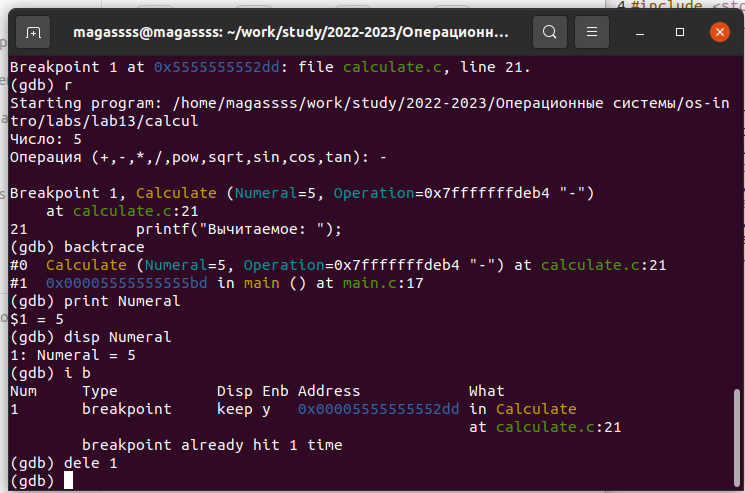 4 #include <st
magassss@magassss: ~/work/study/2022-2023/Операционн...
Breakpoint 1 at 0x5555555552dd: file calculate.c, line 21.
(gdb) r
Starting program: /home/magassss/work/study/2022-2023/Операционные системы/os-in
tro/labs/lab13/calcul
Число: 5
Операция (+,-,*,/,pow,sqrt,sin,cos,tan): -
Breakpoint 1, Calculate (Numeral=5, Operation=0x7fffffffdeb4 "-")
at calculate.c:21
21 printf("Вычитаемое: ");
(gdb) backtrace
#0 Calculate (Numeral=5, Operation=0x7fffffffdeb4 "-") at calculate.c:21
#1 0x00005555555555bd in main () at main.c:17
(gdb) print Numeral
$1 = 5
(gdb) disp Numeral
1: Numeral = 5
(gdb) i b
Num Type Disp Enb Address What
1 breakpoint keep y 0x00005555555552dd in Calculate
at calculate.c:21
breakpoint already hit 1 time
(gdb) dele 1
(gdb)